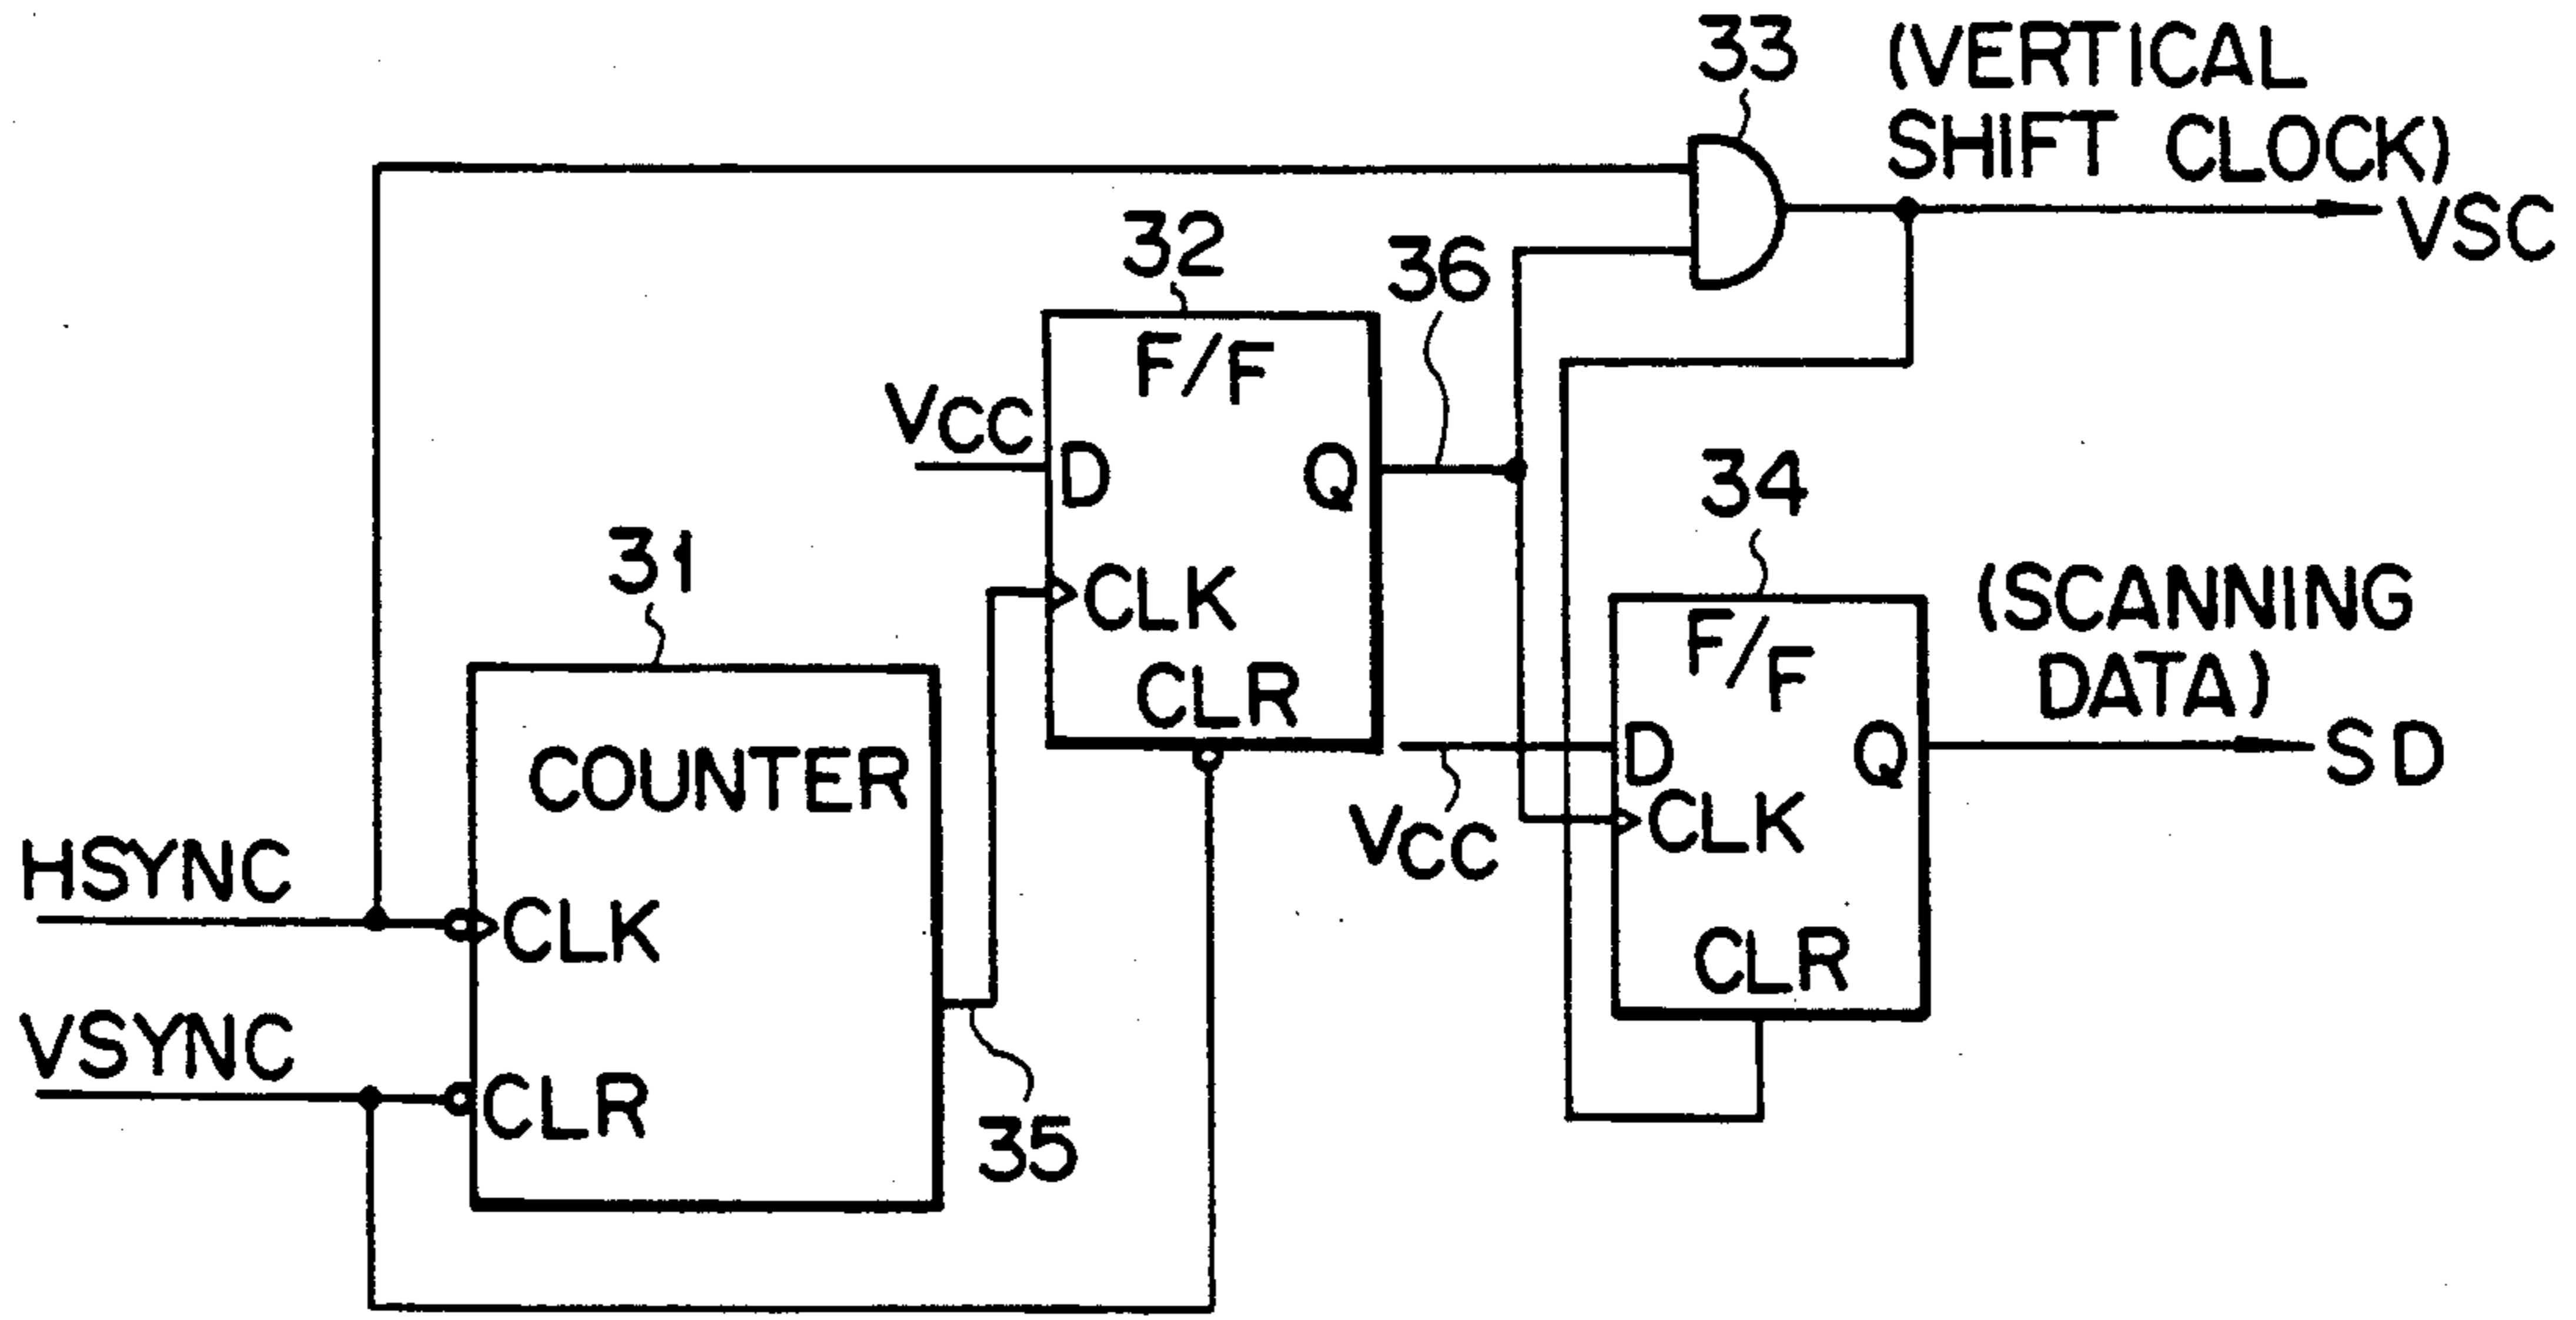 33
(VERTICAL
SHIFT CLOCK)
VSC
32
36
F/F
VCC
D
Q
CLK
CLR
34
31
(SCANNING
DATA)
F/F
D
Q
SD
VCC
CLK
CLR
COUNTER
HSYNC
CLK
VSYNC
CLR
35